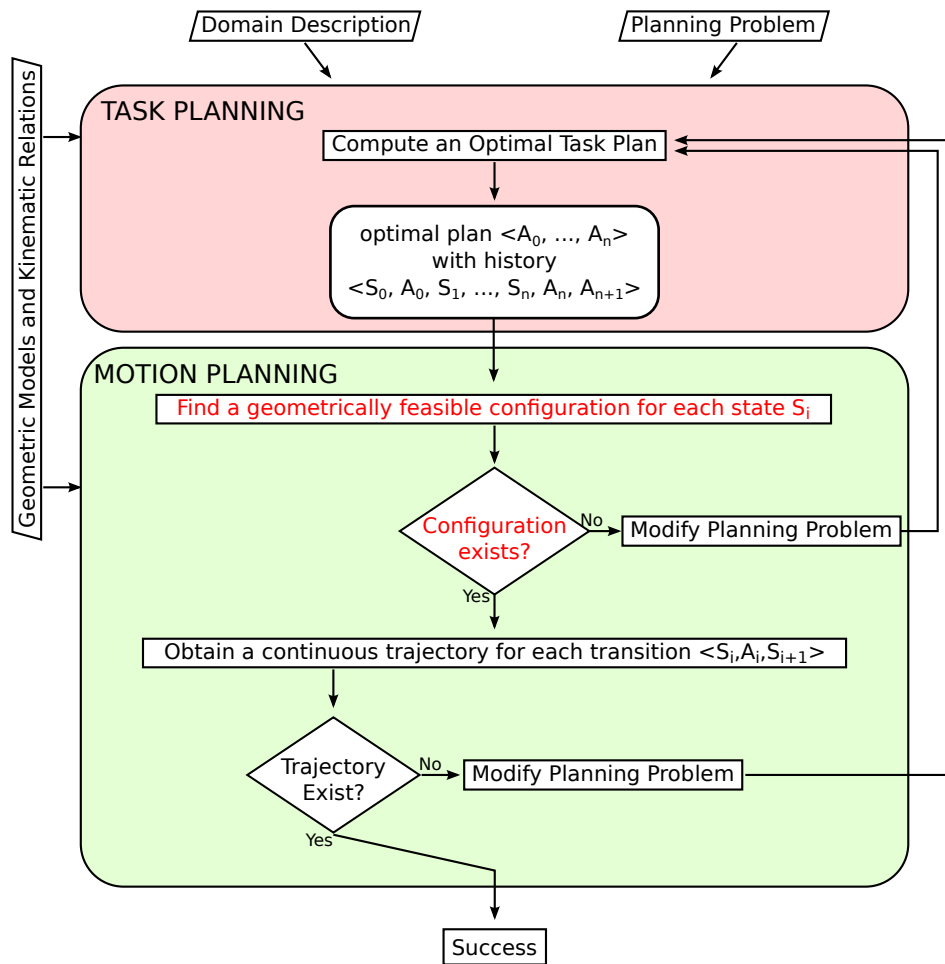 Domain Description
Planning Problem
Geometric Models and Kinematic Relations
TASK PLANNING
Compute an Optimal Task Plan
optimal plan <A₀, ..., Aₙ>
with history
<S₀, A₀, S₁, ..., Sₙ, Aₙ, Aₙ₊₁>
MOTION PLANNING
Find a geometrically feasible configuration for each state Sᵢ
Configuration
exists?
No
Modify Planning Problem
Yes
Obtain a continuous trajectory for each transition <Sᵢ,Aᵢ,Sᵢ₊₁>
Trajectory
Exist?
No
Modify Planning Problem
Yes
Success